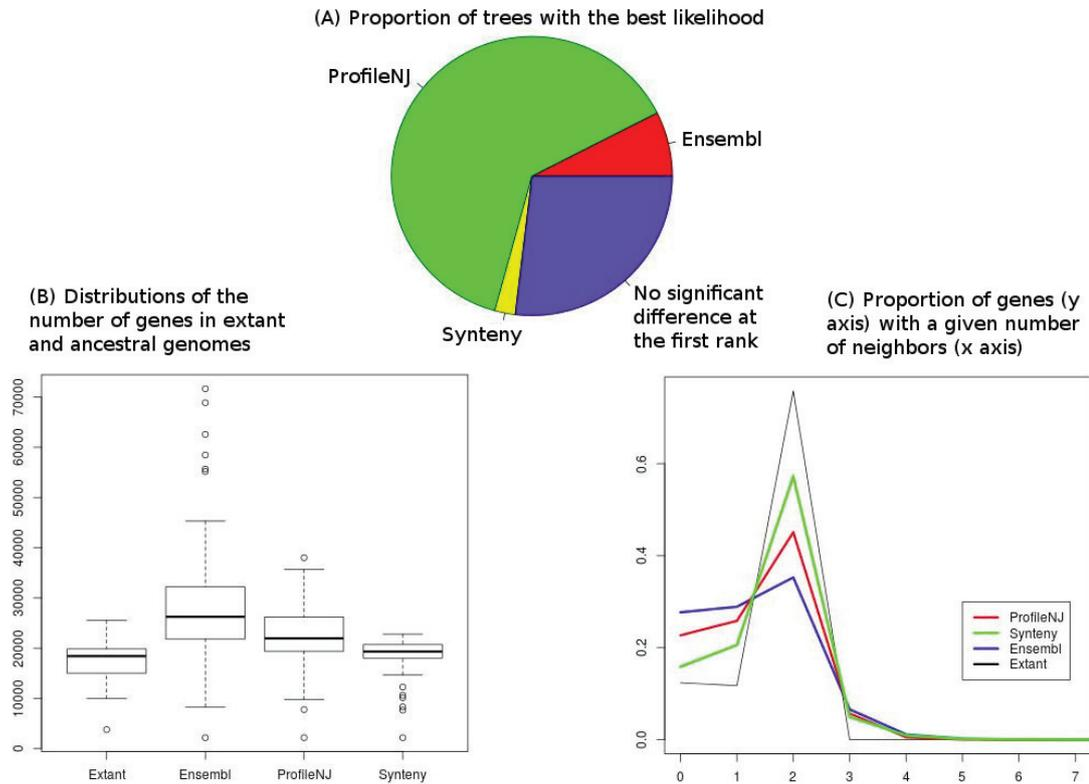 (A) Proportion of trees with the best likelihood
ProfileNJ
Ensembl
No significant
difference at
the first rank
Synteny
(B) Distributions of the
number of genes in extant
and ancestral genomes
70000
60000
50000
40000
30000
20000
10000
0
Extant
Ensembl
ProfileNJ
Synteny
(C) Proportion of genes (y
axis) with a given number
of neighbors (x axis)
0.6
0.4
0.2
0.0
ProfileNJ
Synteny
Ensembl
Extant
0
1
2
3
4
5
6
7